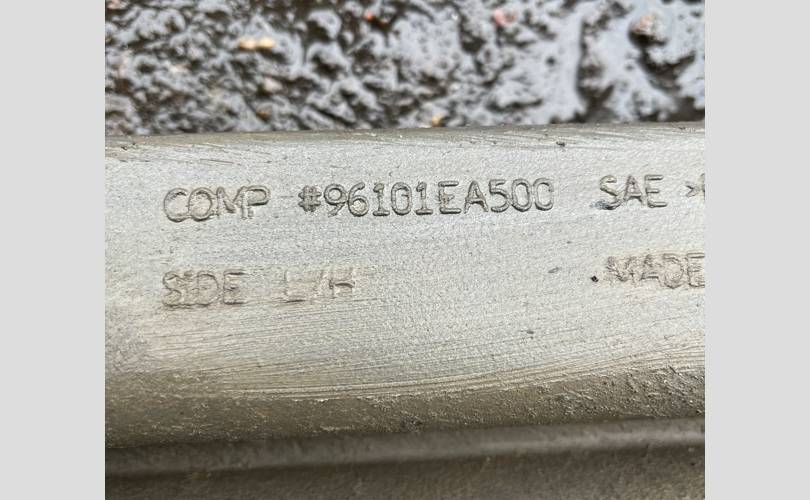 COMP #96101EA500 SAE >
SIDE L/H MADE